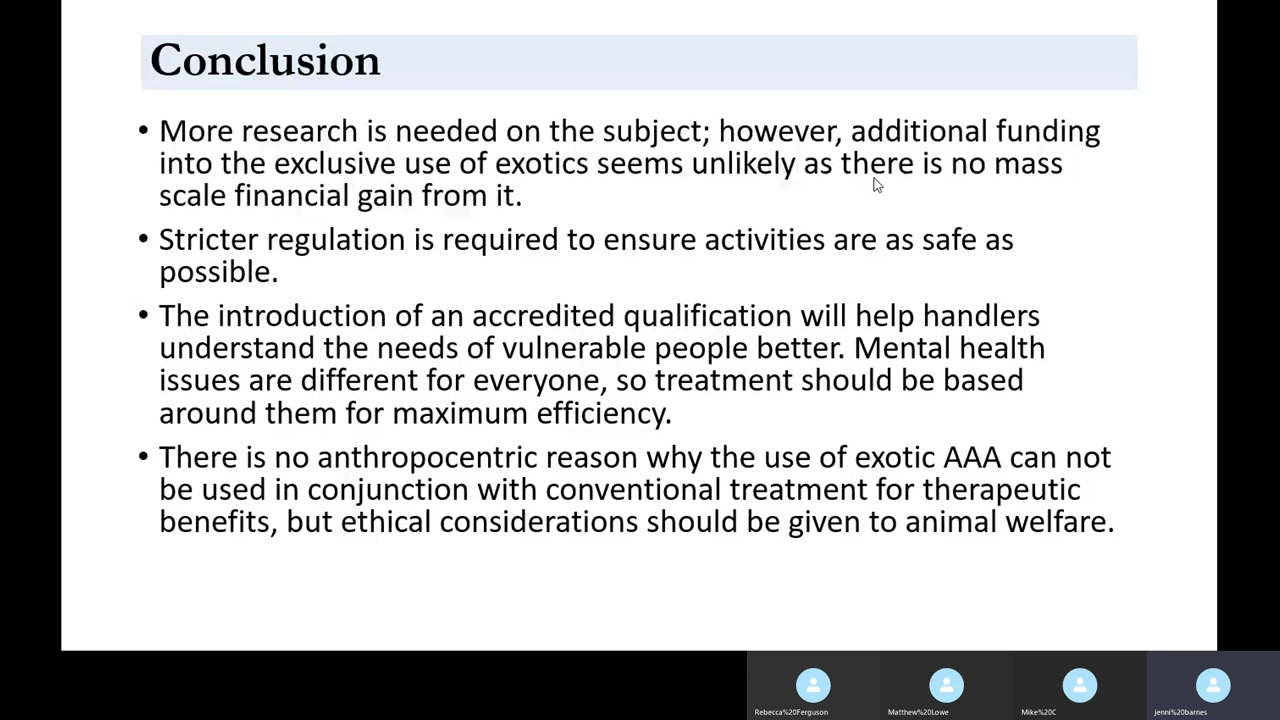 Conclusion
• More research is needed on the subject; however, additional funding
into the exclusive use of exotics seems unlikely as there is no mass
scale financial gain from it.
• Stricter regulation is required to ensure activities are as safe as
possible.
• The introduction of an accredited qualification will help handlers
understand the needs of vulnerable people better. Mental health
issues are different for everyone, so treatment should be based
around them for maximum efficiency.
• There is no anthropocentric reason why the use of exotic AAA can not
be used in conjunction with conventional treatment for therapeutic
benefits, but ethical considerations should be given to animal welfare.
Rebecca%20Ferguson
Matthew%20Lowe
Mike%20C
jenni%20barnes